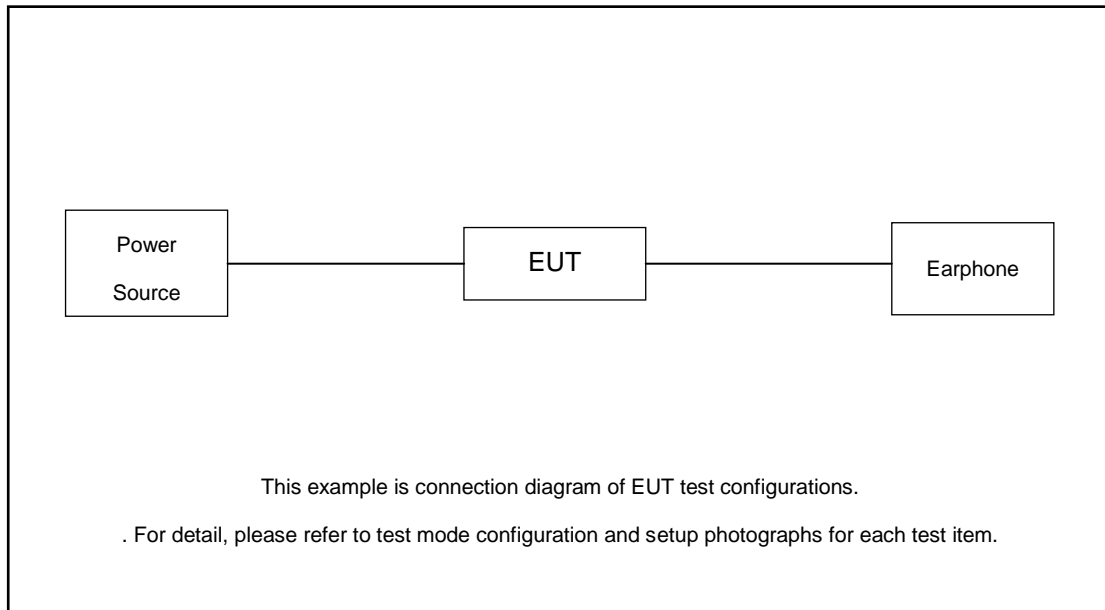 Power
Source
EUT
Earphone
This example is connection diagram of EUT test configurations.
. For detail, please refer to test mode configuration and setup photographs for each test item.